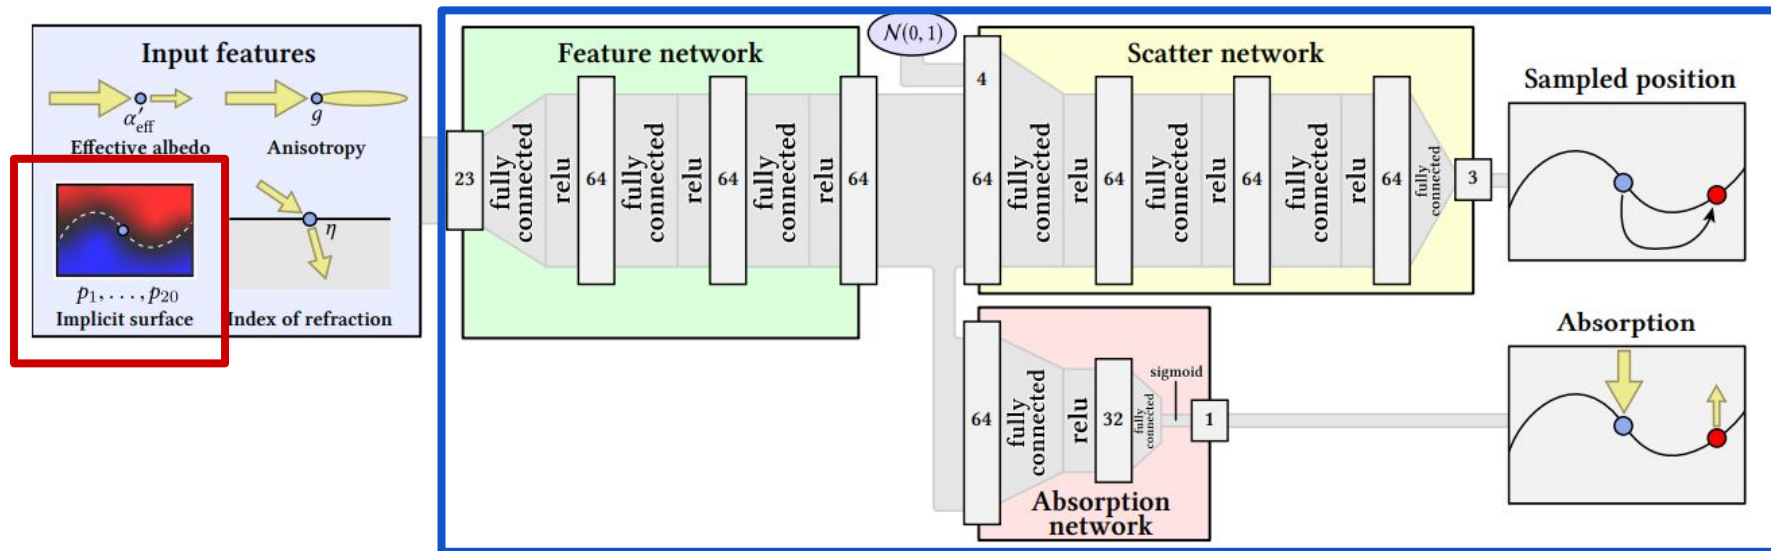 Input features
α′eff
Effective albedo
g
Anisotropy
p1, . . . , p20
Implicit surface
η
Index of refraction
Feature network
23
fully connected
relu
64
fully connected
relu
64
fully connected
relu
64
N(0, 1)
Scatter network
4
64
fully connected
relu
64
fully connected
relu
64
fully connected
relu
64
fully connected
3
Sampled position
64
fully connected
relu
32
fully connected
sigmoid
1
Absorption
network
Absorption